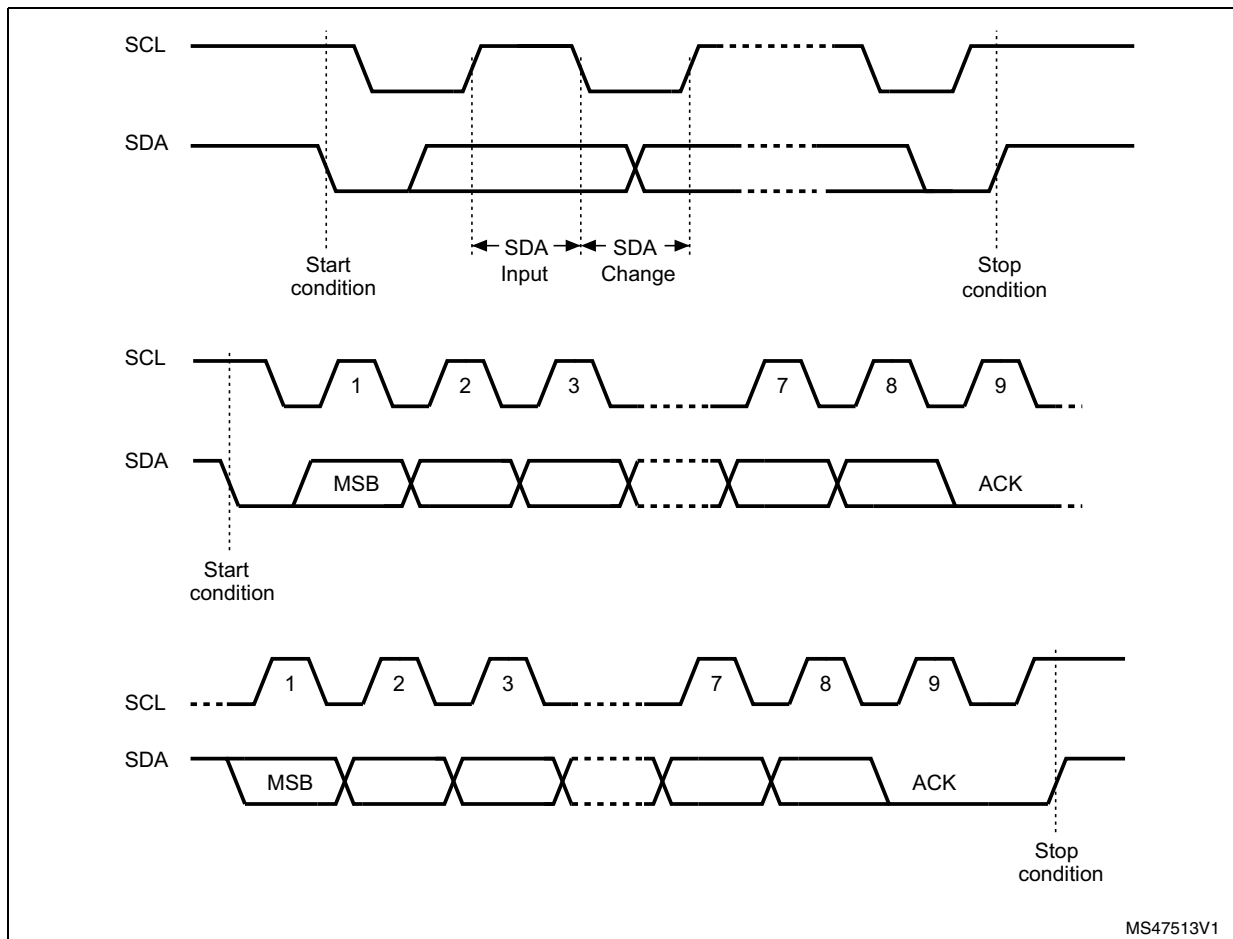 SCL
SDA
SDA
Input
SDA
Change
Start
condition
Stop
condition
SCL
1 2 3 7 8 9
SDA
MSB
ACK
Start
condition
1 2 3 7 8 9
SCL
SDA
MSB
ACK
Stop
condition
MS47513V1